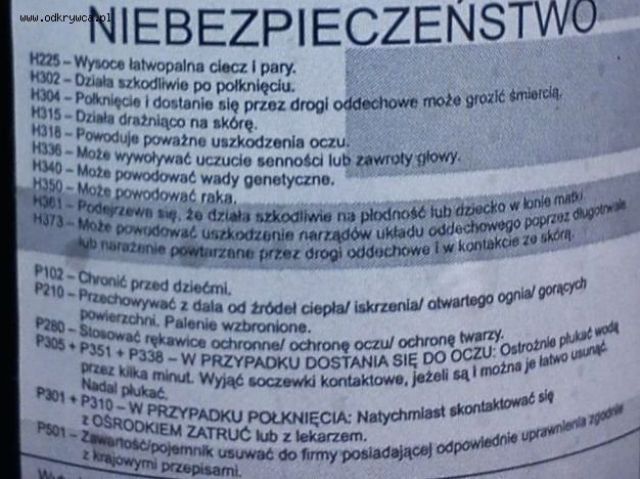 www.odkrywca.pl
NIEBEZPIECZEŃSTWO
H225 – Wysoce łatwopalna ciecz i pary.
H302 – Działa szkodliwie po połknięciu.
H304 – Połknięcie i dostanie się przez drogi oddechowe może grozić śmiercią.
H315 – Działa drażniąco na skórę.
H318 – Powoduje poważne uszkodzenia oczu.
H336 – Może wywoływać uczucie senności lub zawroty głowy.
H340 – Może powodować wady genetyczne.
H350 – Może powodować raka.
H361 – Podejrzewa się, że działa szkodliwie na płodność lub dziecko w łonie matki.
H373 – Może powodować uszkodzenie narządów układu oddechowego poprzez długotrwałe
lub narażenie powtarzane przez drogi oddechowe i w kontakcie ze skórą.
P102 – Chronić przed dziećmi.
P210 – Przechowywać z dala od źródeł ciepła/ iskrzenia/ otwartego ognia/ gorących
powierzchni. Palenie wzbronione.
P280 – Stosować rękawice ochronne/ ochronę oczu/ ochronę twarzy.
P305 + P351 + P338 – W PRZYPADKU DOSTANIA SIĘ DO OCZU: Ostrożnie płukać wodą
przez kilka minut. Wyjąć soczewki kontaktowe, jeżeli są i można je łatwo usunąć.
Nadal płukać.
P301 + P310 – W PRZYPADKU POŁKNIĘCIA: Natychmiast skontaktować się
z OŚRODKIEM ZATRUĆ lub z lekarzem.
P501 – Zawartość/pojemnik usuwać do firmy posiadającej odpowiednie uprawnienia zgodnie
z krajowymi przepisami.